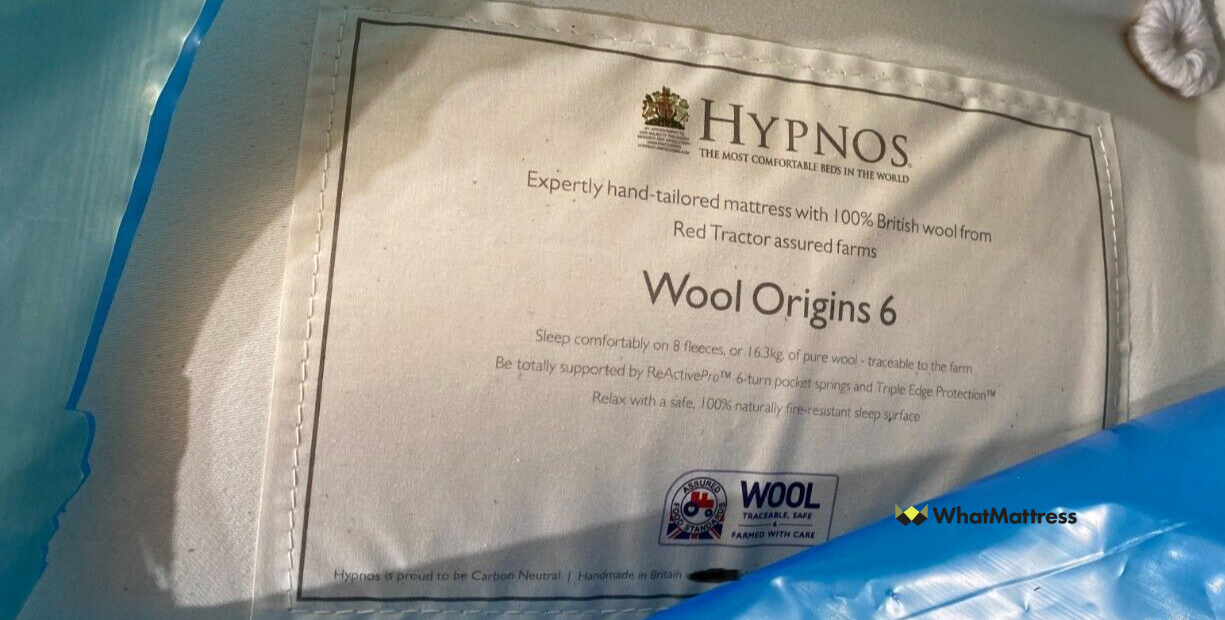 HYPNOS
THE MOST COMFORTABLE BEDS IN THE WORLD
Expertly hand-tailored mattress with 100% British wool from
Red Tractor assured farms
Wool Origins 6
Sleep comfortably on 8 fleeces, or 16.3kg, of pure wool - traceable to the farm
Be totally supported by ReActivePro™ 6-turn pocket springs and Triple Edge Protection™
Relax with a safe, 100% naturally fire-resistant sleep surface
ASSURED
FOOD STANDARDS
WOOL
TRACEABLE, SAFE
&
FARMED WITH CARE
WhatMattress
Hypnos is proud to be Carbon Neutral | Handmade in Britain